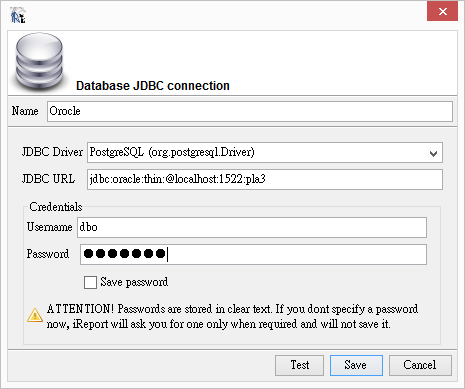 Database JDBC connection
Name Orocle
JDBC Driver PostgreSQL (org.postgresql.Driver)
JDBC URL jdbc:oracle:thin:@localhost:1522:pla3
Credentials
Username dbo
Password ●●●●●●●
Save password
ATTENTION! Passwords are stored in clear text. If you dont specify a password
now, iReport will ask you for one only when required and will not save it.
Test Save Cancel